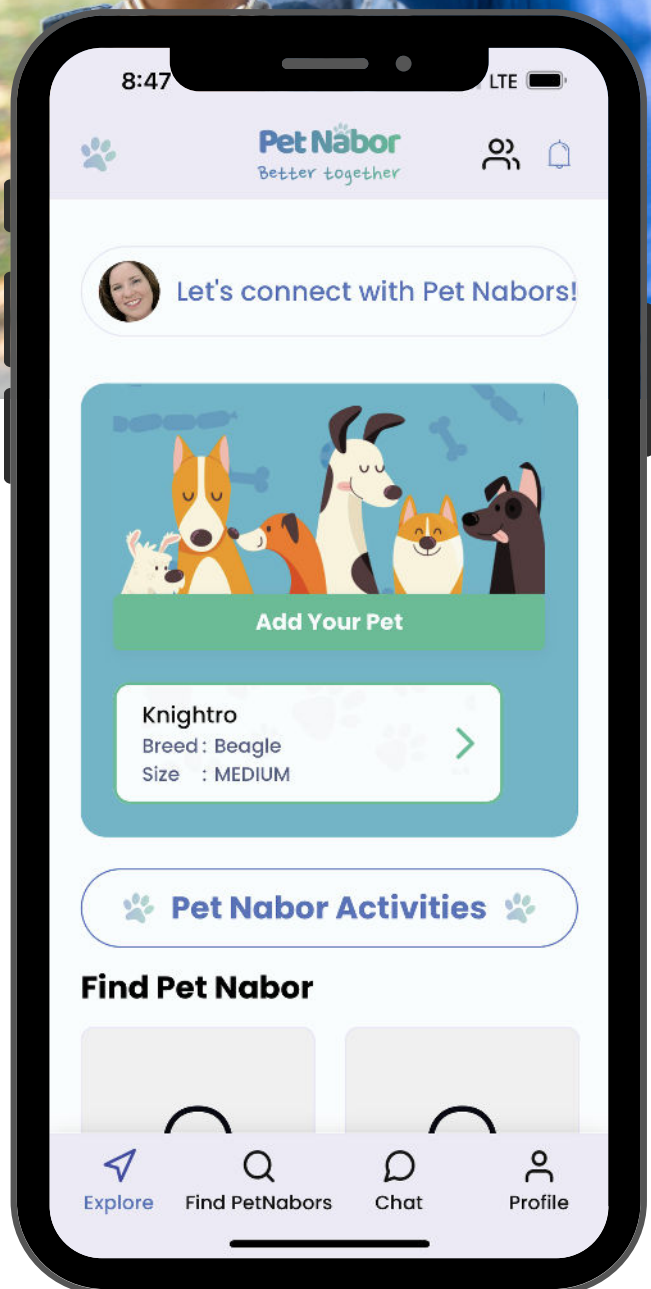 8:47
LTE
Pet Nabor
Better together
Let's connect with Pet Nabors!
Add Your Pet
Knightro
Breed : Beagle
Size : MEDIUM
Pet Nabor Activities
Find Pet Nabor
Explore
Find PetNabors
Chat
Profile